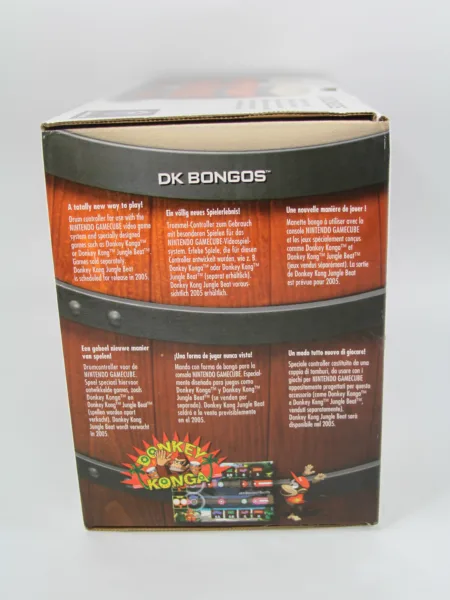 DK BONGOS™
A totally new way to play!
Drum controller for use with the
NINTENDO GAMECUBE video game
system and specially designed
games such as Donkey Konga™
or Donkey Kong Jungle Beat™
Games sold separately.
Donkey Kong Jungle Beat
is scheduled for release in 2005.
Ein völlig neues Spielerlebnis!
Trommel-Controller zum Gebrauch
mit besonderen Spielen für das
NINTENDO GAMECUBE-Videospiel-
system. Erlebe Spiele, die für diesen
Controller entwickelt wurden, wie z. B.
Donkey Konga™ oder Donkey Kong
Jungle Beat™ (separat erhältlich).
Donkey Kong Jungle Beat voraus-
sichtlich 2005 erhältlich.
Une nouvelle manière de jouer !
Manette bongo à utiliser avec la
console NINTENDO GAMECUBE
et les jeux spécialement conçus
comme Donkey Konga™ et
Donkey Kong Jungle Beat™
(jeux vendus séparément). La sortie
de Donkey Kong Jungle Beat est
prévue pour 2005.
Een geheel nieuwe manier
van spelen!
Drumcontroller voor de
NINTENDO GAMECUBE.
Speel speciaal hiervoor
ontwikkelde games, zoals
Donkey Konga™ en
Donkey Kong Jungle Beat™
(spellen worden apart
verkocht). Donkey Kong
Jungle Beat wordt verwacht
in 2005.
¡Una forma de jugar nunca vista!
Mando con forma de bongó para la
consola NINTENDO GAMECUBE. Especial-
mente diseñado para juegos como
Donkey Konga™ y Donkey Kong
Jungle Beat™ (se venden por
separado). Donkey Kong Jungle Beat
saldrá a la venta previsiblemente
en el 2005.
Un modo tutto nuovo di giocare!
Speciale controller costituito da una
coppia di tamburi, da usare con i
giochi per NINTENDO GAMECUBE
appositamente progettati per questo
accessorio (come Donkey Konga™ e
Donkey Kong Jungle Beat™,
venduti separatamente).
Donkey Kong Jungle Beat sarà
disponibile nel 2005.
DONKEY
KONGA